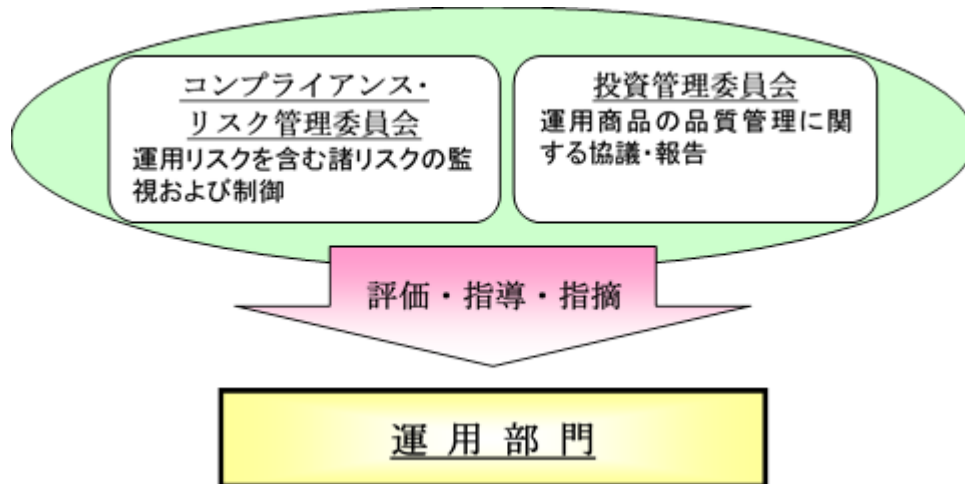 コンプライアンス・
リスク管理委員会
運用リスクを含む諸リスクの監
視および制御
投資管理委員会
運用商品の品質管理に関
する協議・報告
評価・指導・指摘
運用部門